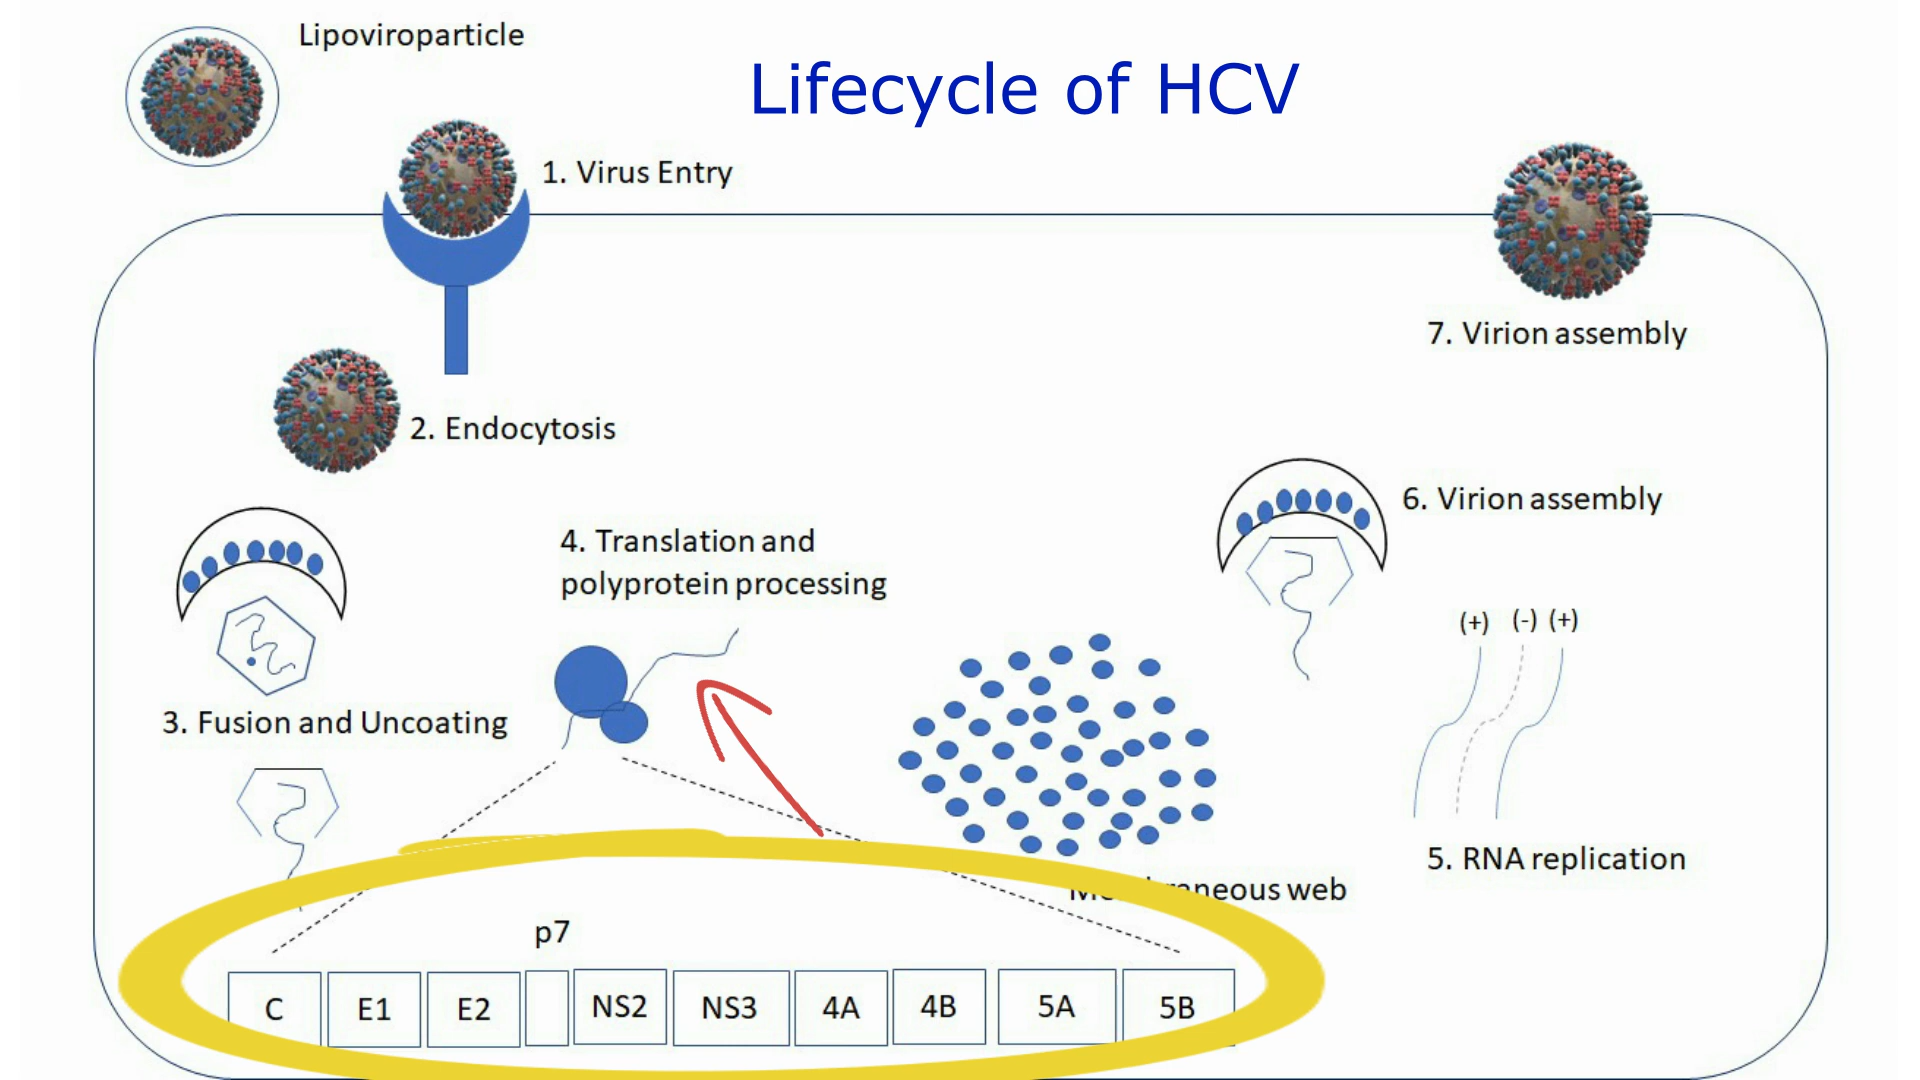 Lipoviroparticle
Lifecycle of HCV
1. Virus Entry
7. Virion assembly
2. Endocytosis
6. Virion assembly
4. Translation and
polyprotein processing
(+) (-) (+)
3. Fusion and Uncoating
5. RNA replication
web
p7
C E1 E2 NS2 NS3 4A 4B 5A 5B